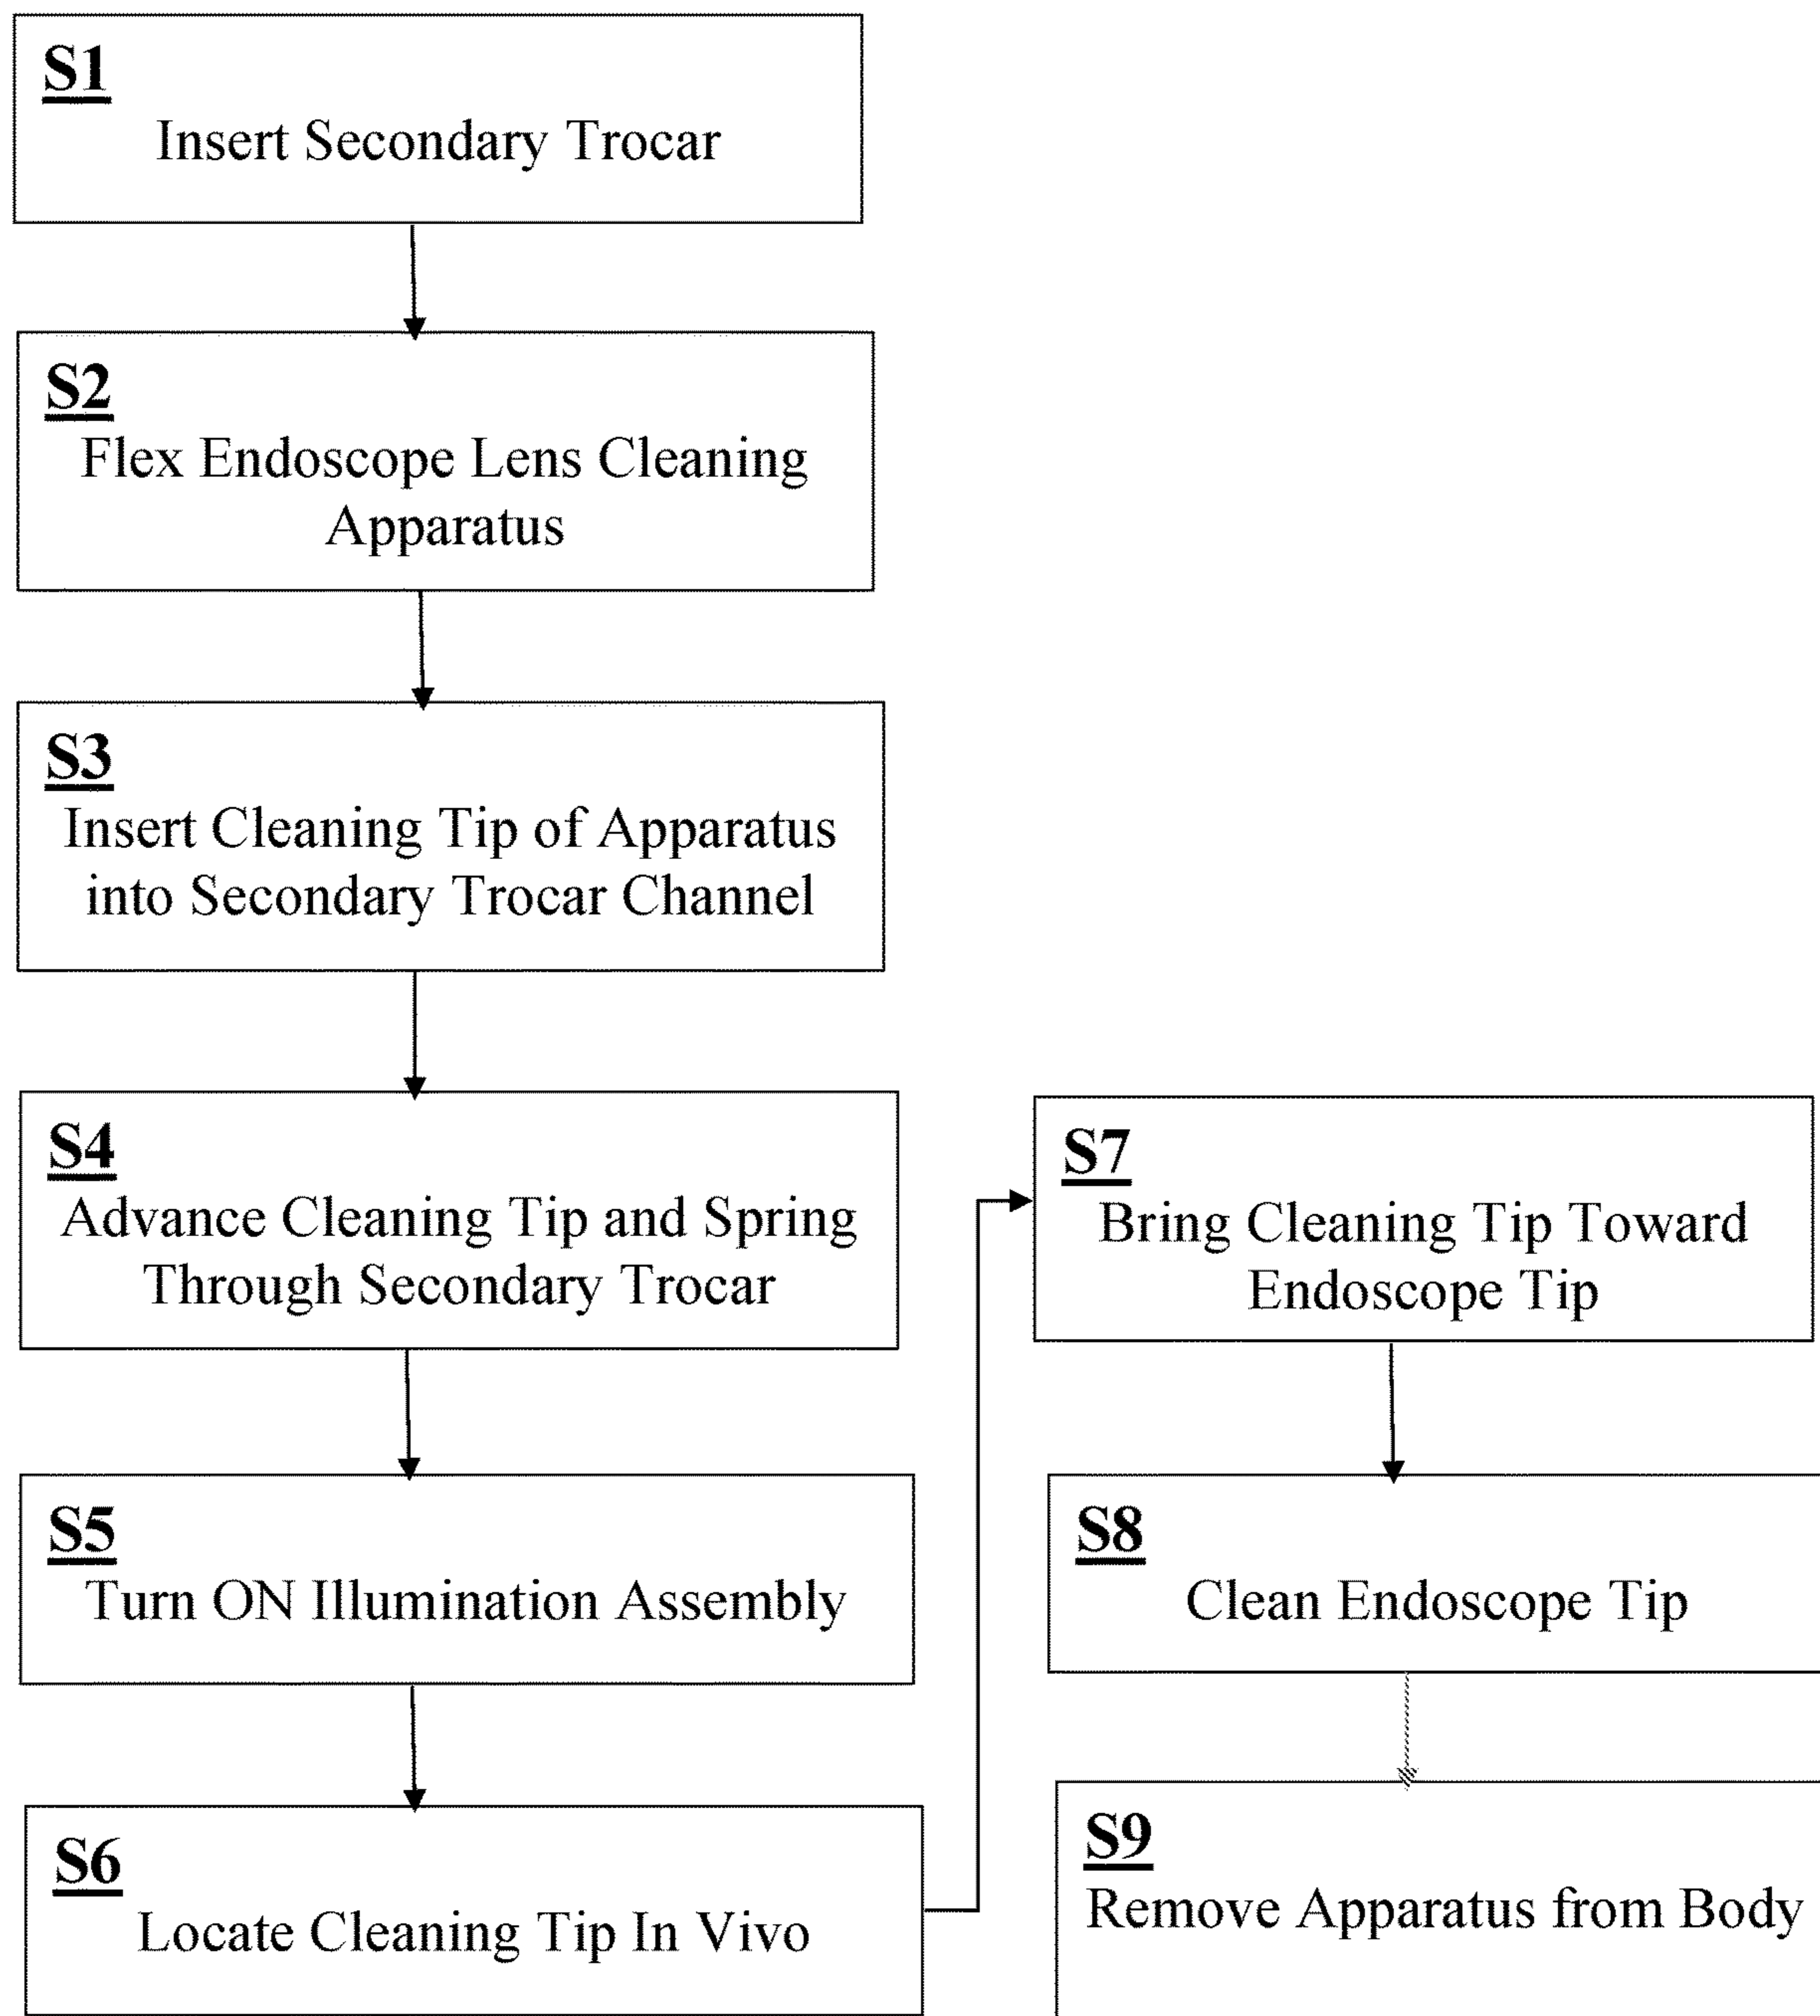 S1
Insert Secondary Trocar
S2
Flex Endoscope Lens Cleaning
Apparatus
S3
Insert Cleaning Tip of Apparatus
into Secondary Trocar Channel
S4
Advance Cleaning Tip and Spring
Through Secondary Trocar
S5
Turn ON Illumination Assembly
S6
Locate Cleaning Tip In Vivo
S7
Bring Cleaning Tip Toward
Endoscope Tip
S8
Clean Endoscope Tip
S9
Remove Apparatus from Body